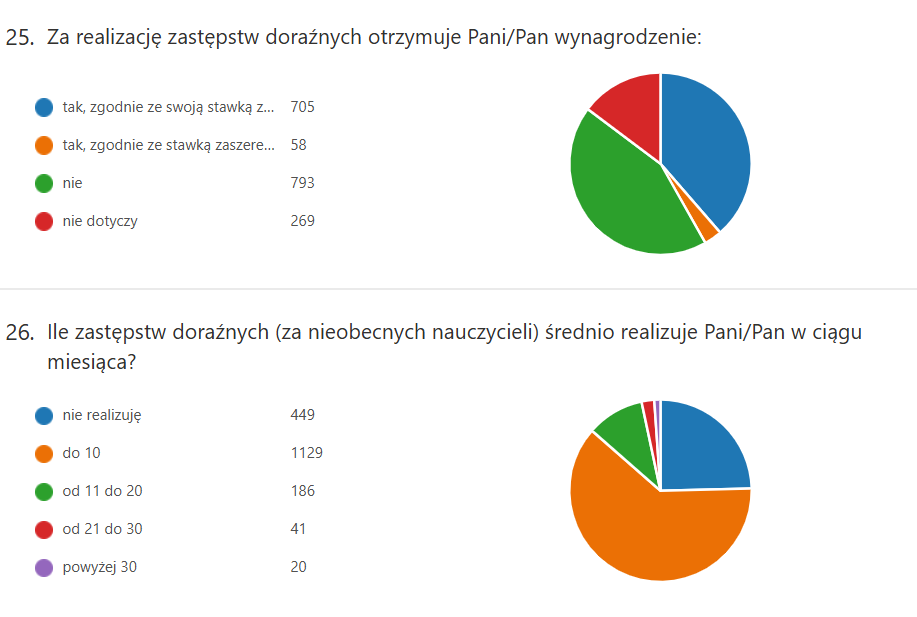 25. Za realizację zastępstw doraźnych otrzymuje Pani/Pan wynagrodzenie:
tak, zgodnie ze swoją stawką z... 705
tak, zgodnie ze stawką zaszere... 58
nie 793
nie dotyczy 269
26. Ile zastępstw doraźnych (za nieobecnych nauczycieli) średnio realizuje Pani/Pan w ciągu
miesiąca?
nie realizuję 449
do 10 1129
od 11 do 20 186
od 21 do 30 41
powyżej 30 20